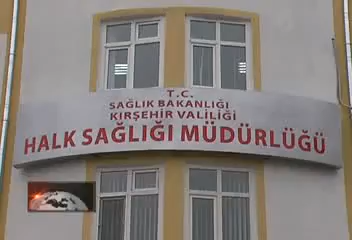 T.C.
SAĞLIK BAKANLIĞI
KIRŞEHİR VALİLİĞİ
HALK SAĞLIĞI MÜDÜRLÜĞÜ